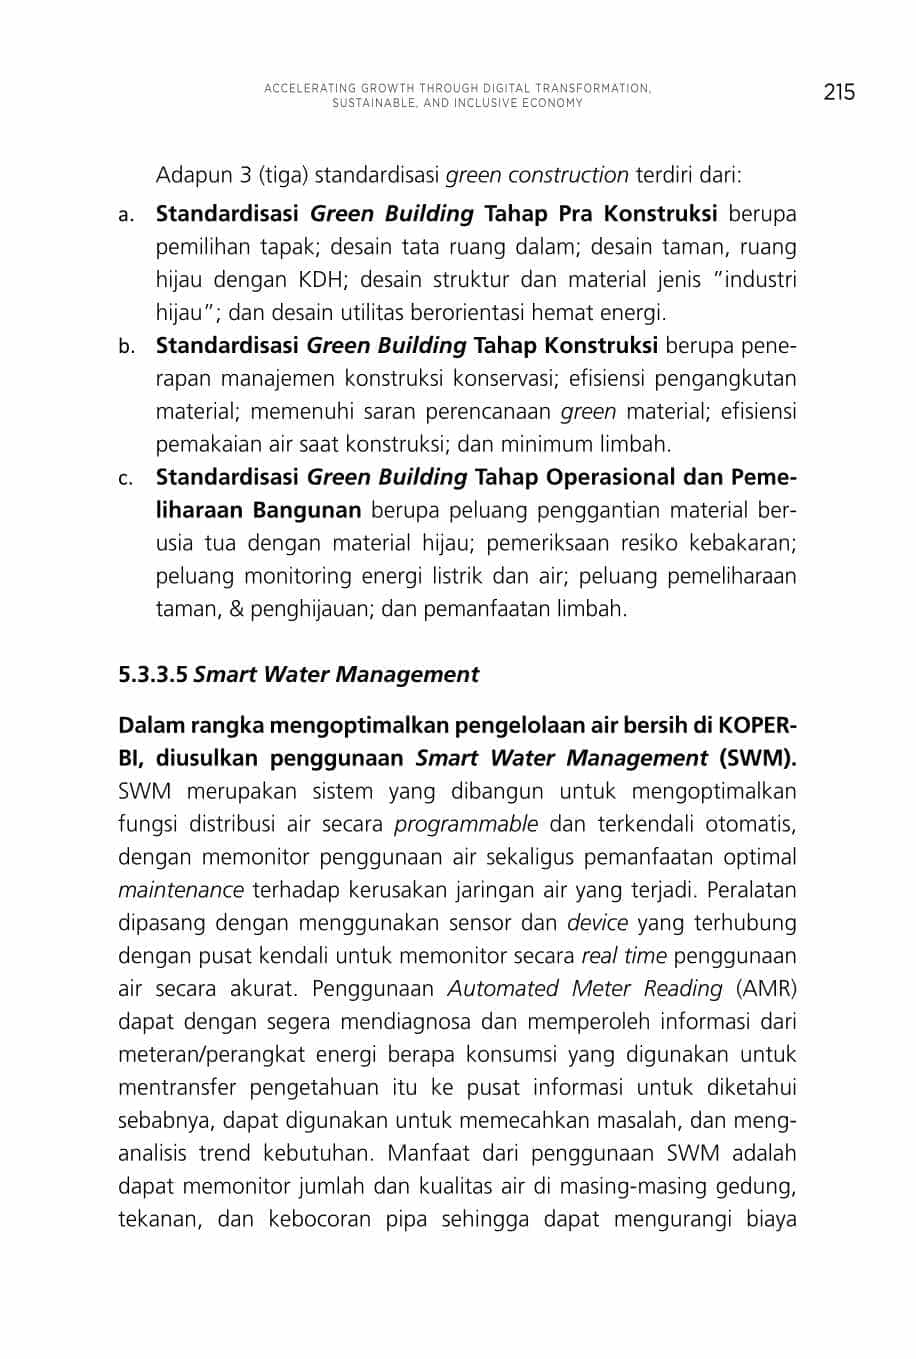 ACCELERATING GROWTH THROUGH DIGITAL TRANSFORMATION,
SUSTAINABLE, AND INCLUSIVE ECONOMY
215
Adapun 3 (tiga) standardisasi green construction terdiri dari:
a. Standardisasi Green Building Tahap Pra Konstruksi berupa
pemilihan tapak; desain tata ruang dalam; desain taman, ruang
hijau dengan KDH; desain struktur dan material jenis “industri
hijau”; dan desain utilitas berorientasi hemat energi.
b. Standardisasi Green Building Tahap Konstruksi berupa pene-
rapan manajemen konstruksi konservasi; efisiensi pengangkutan
material; memenuhi saran perencanaan green material; efisiensi
pemakaian air saat konstruksi; dan minimum limbah.
c. Standardisasi Green Building Tahap Operasional dan Peme-
liharaan Bangunan berupa peluang penggantian material ber-
usia tua dengan material hijau; pemeriksaan resiko kebakaran;
peluang monitoring energi listrik dan air; peluang pemeliharaan
taman, & penghijauan; dan pemanfaatan limbah.
5.3.3.5 Smart Water Management
Dalam rangka mengoptimalkan pengelolaan air bersih di KOPER-
BI, diusulkan penggunaan Smart Water Management (SWM).
SWM merupakan sistem yang dibangun untuk mengoptimalkan
fungsi distribusi air secara programmable dan terkendali otomatis,
dengan memonitor penggunaan air sekaligus pemanfaatan optimal
maintenance terhadap kerusakan jaringan air yang terjadi. Peralatan
dipasang dengan menggunakan sensor dan device yang terhubung
dengan pusat kendali untuk memonitor secara real time penggunaan
air secara akurat. Penggunaan Automated Meter Reading (AMR)
dapat dengan segera mendiagnosa dan memperoleh informasi dari
meteran/perangkat energi berapa konsumsi yang digunakan untuk
mentransfer pengetahuan itu ke pusat informasi untuk diketahui
sebabnya, dapat digunakan untuk memecahkan masalah, dan meng-
analisis trend kebutuhan. Manfaat dari penggunaan SWM adalah
dapat memonitor jumlah dan kualitas air di masing-masing gedung,
tekanan, dan kebocoran pipa sehingga dapat mengurangi biaya